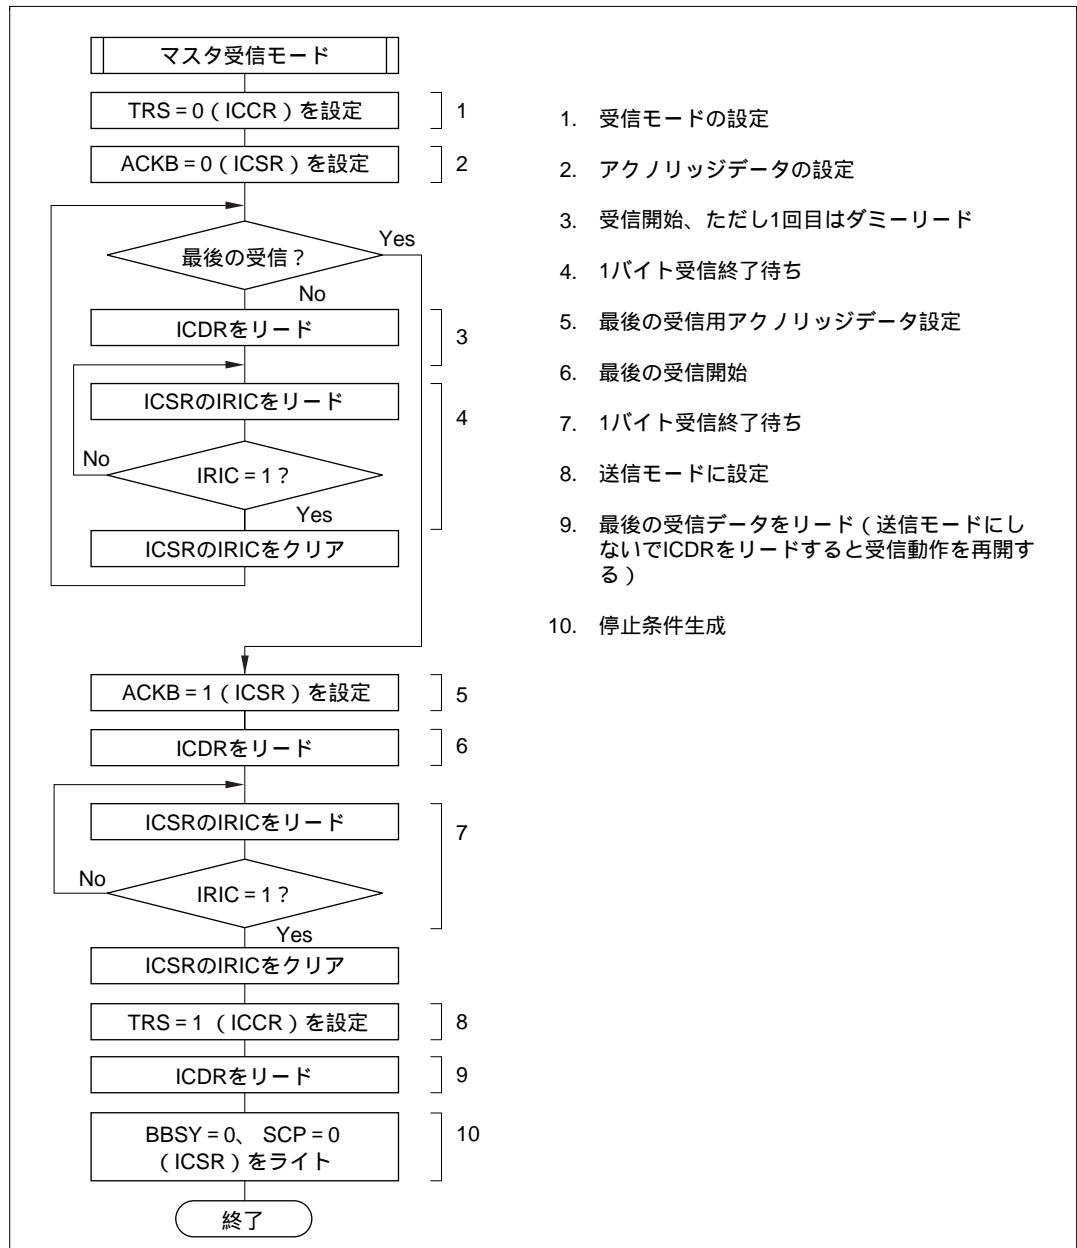 マスタ受信モード
TRS = 0 ( ICCR ) を設定
1
ACKB = 0 ( ICSR ) を設定
2
最後の受信？
Yes
No
ICDRをリード
3
ICSRのIRICをリード
4
No
IRIC = 1 ?
Yes
ICSRのIRICをクリア
ACKB = 1 ( ICSR ) を設定
5
ICDRをリード
6
ICSRのIRICをリード
7
No
IRIC = 1 ?
Yes
ICSRのIRICをクリア
TRS = 1 ( ICCR ) を設定
8
ICDRをリード
9
BBSY = 0、 SCP = 0
( ICSR ) をライト
10
終了
1. 受信モードの設定
2. アクノリッジデータの設定
3. 受信開始、ただし1回目はダミーリード
4. 1バイト受信終了待ち
5. 最後の受信用アクノリッジデータ設定
6. 最後の受信開始
7. 1バイト受信終了待ち
8. 送信モードに設定
9. 最後の受信データをリード ( 送信モードにし
ないでICDRをリードすると受信動作を再開す
る )
10. 停止条件生成